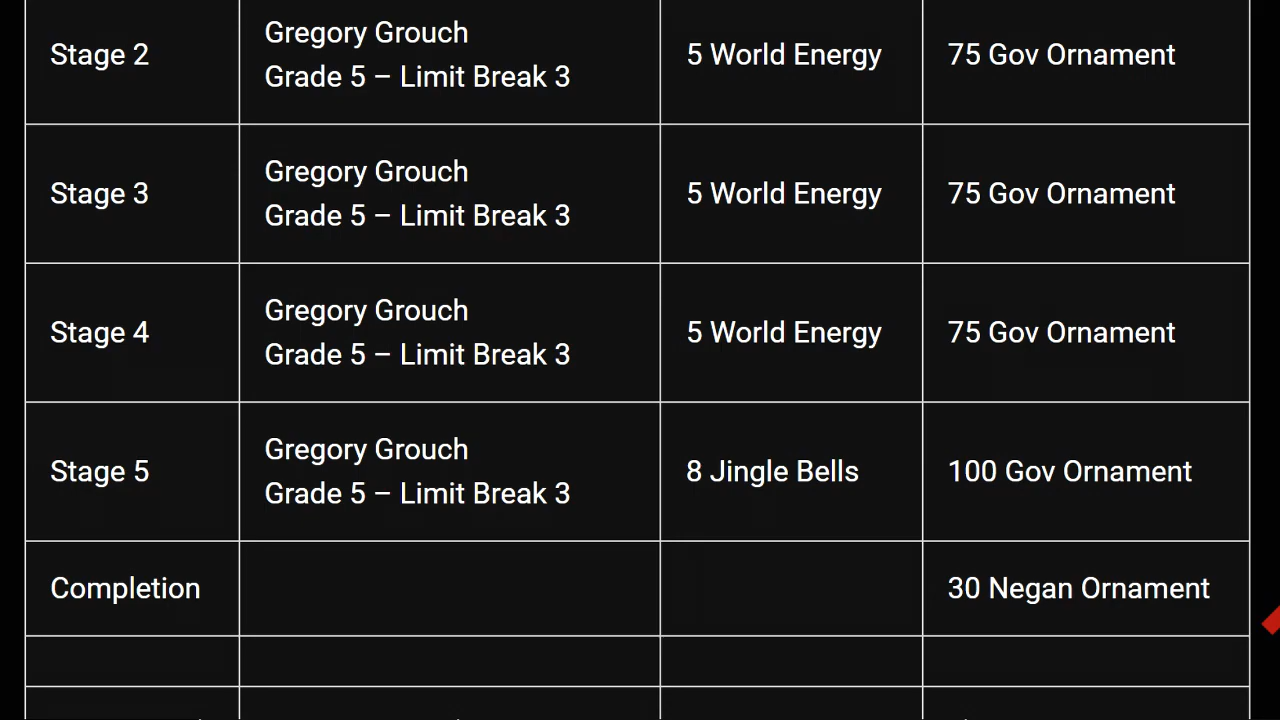 Stage 2
Gregory Grouch
Grade 5 – Limit Break 3
5 World Energy
75 Gov Ornament
Stage 3
Gregory Grouch
Grade 5 – Limit Break 3
5 World Energy
75 Gov Ornament
Stage 4
Gregory Grouch
Grade 5 – Limit Break 3
5 World Energy
75 Gov Ornament
Stage 5
Gregory Grouch
Grade 5 – Limit Break 3
8 Jingle Bells
100 Gov Ornament
Completion
30 Negan Ornament